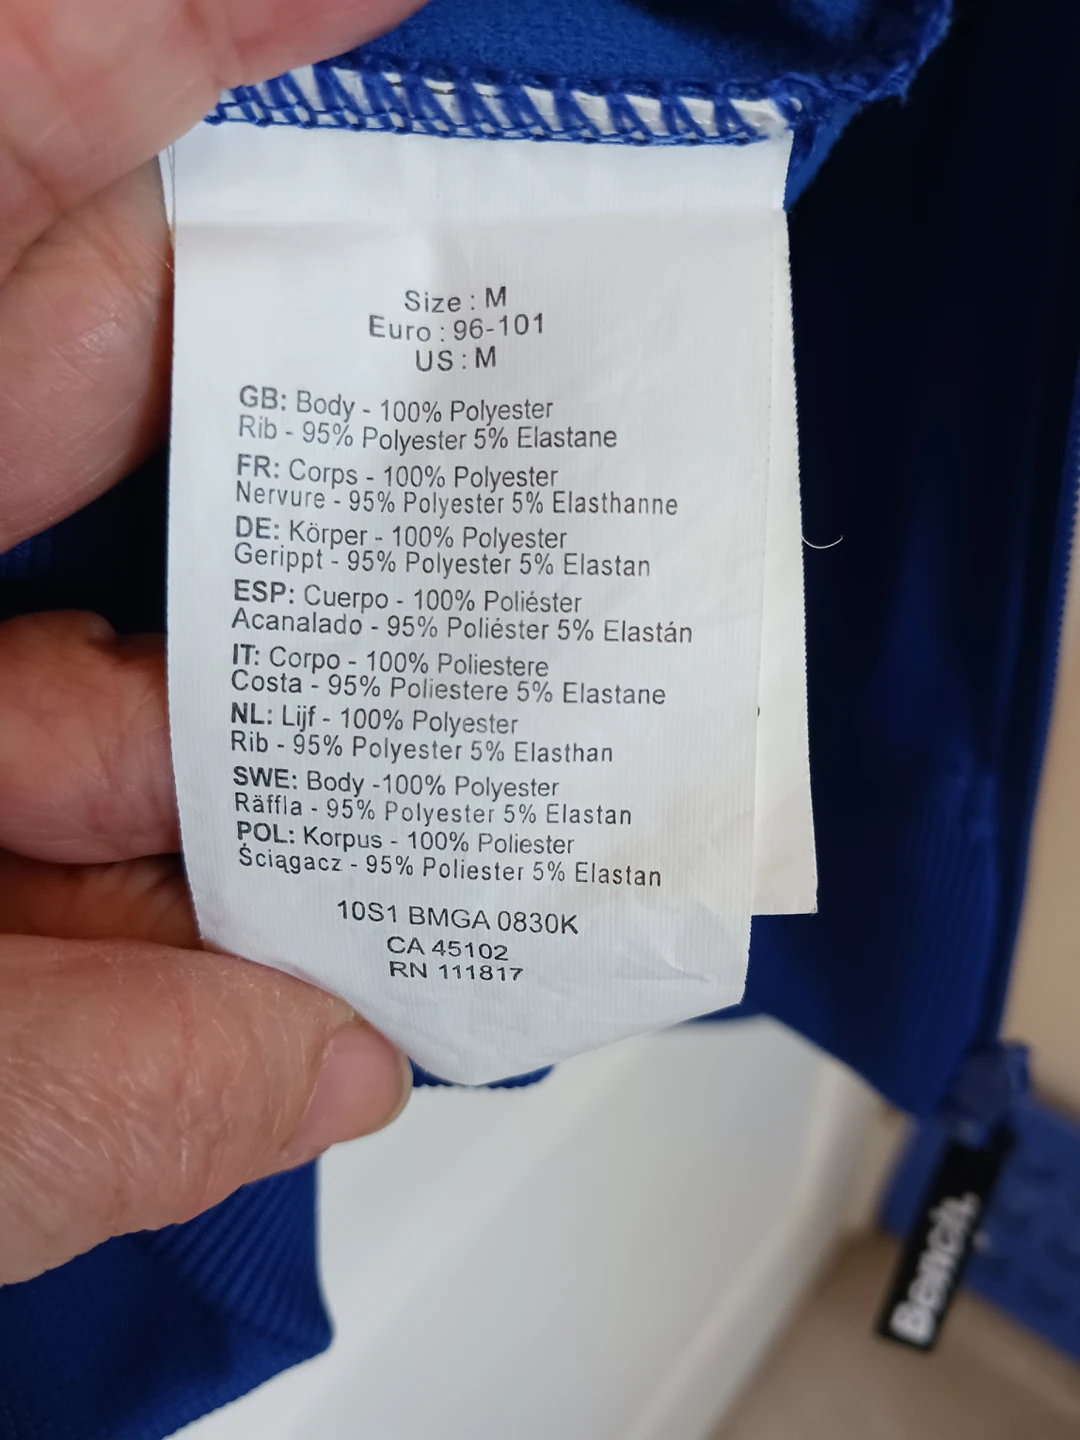 Size : M
Euro : 96-101
US : M
GB: Body - 100% Polyester
Rib - 95% Polyester 5% Elastane
FR: Corps - 100% Polyester
Nervure - 95% Polyester 5% Elasthanne
DE: Körper - 100% Polyester
Gerippt - 95% Polyester 5% Elastan
ESP: Cuerpo - 100% Poliéster
Acanalado - 95% Poliéster 5% Elastán
IT: Corpo - 100% Poliestere
Costa - 95% Poliestere 5% Elastane
NL: Lijf - 100% Polyester
Rib - 95% Polyester 5% Elasthan
SWE: Body -100% Polyester
Räffla - 95% Polyester 5% Elastan
POL: Korpus - 100% Poliester
Ściągacz - 95% Poliester 5% Elastan
10S1 BMGA 0830K
CA 45102
RN 111817
Bench.